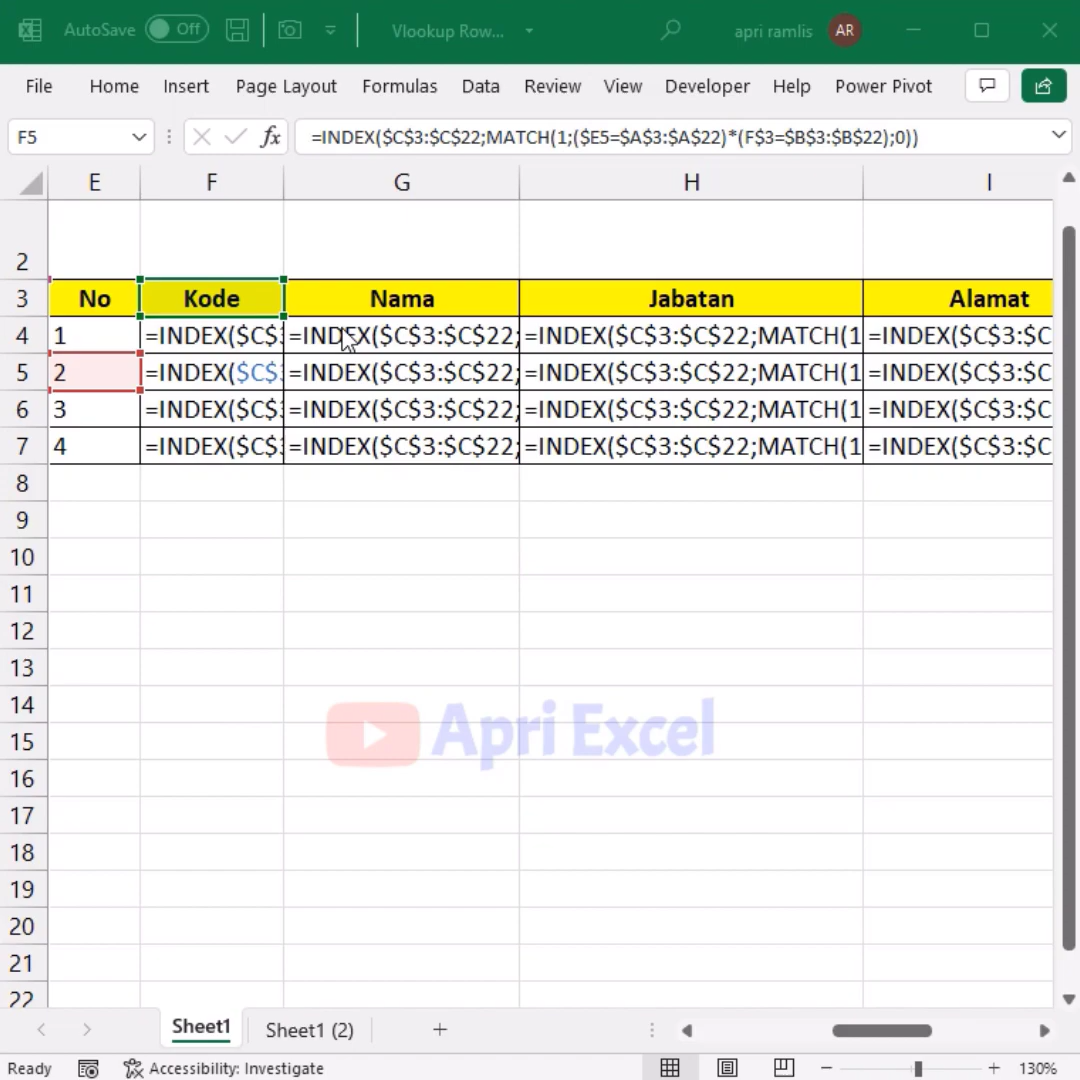 AutoSave Off Vlookup Row... apri ramlis AR
File Home Insert Page Layout Formulas Data Review View Developer Help Power Pivot
F5 fx =INDEX($C$3:$C$22;MATCH(1;($E5=$A$3:$A$22)*(F$3=$B$3:$B$22);0))
E F G H I
2
3 No Kode Nama Jabatan Alamat
4 1 =INDEX($C$3 =INDEX($C$3:$C$22; =INDEX($C$3:$C$22;MATCH(1 =INDEX($C$3:$C
5 2 =INDEX($C$3 =INDEX($C$3:$C$22; =INDEX($C$3:$C$22;MATCH(1 =INDEX($C$3:$C
6 3 =INDEX($C$3 =INDEX($C$3:$C$22; =INDEX($C$3:$C$22;MATCH(1 =INDEX($C$3:$C
7 4 =INDEX($C$3 =INDEX($C$3:$C$22; =INDEX($C$3:$C$22;MATCH(1 =INDEX($C$3:$C
8
9
10
11
12
13
14
Apri Excel
15
16
17
18
19
20
21
22
Sheet1 Sheet1 (2) +
Ready Accessibility: Investigate − + 130%